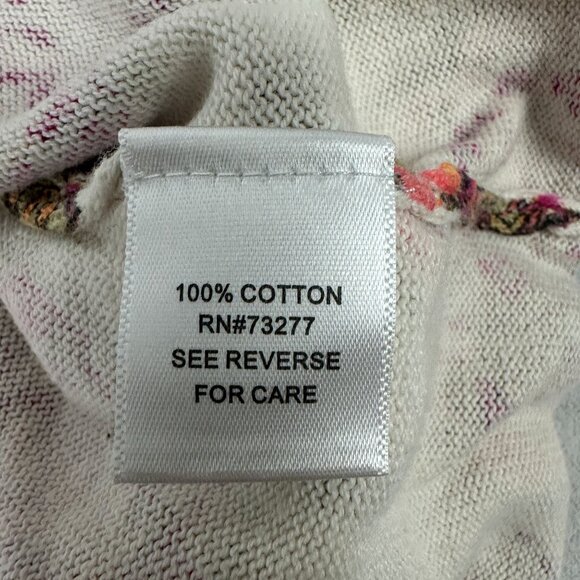 100% COTTON
RN#73277
SEE REVERSE
FOR CARE